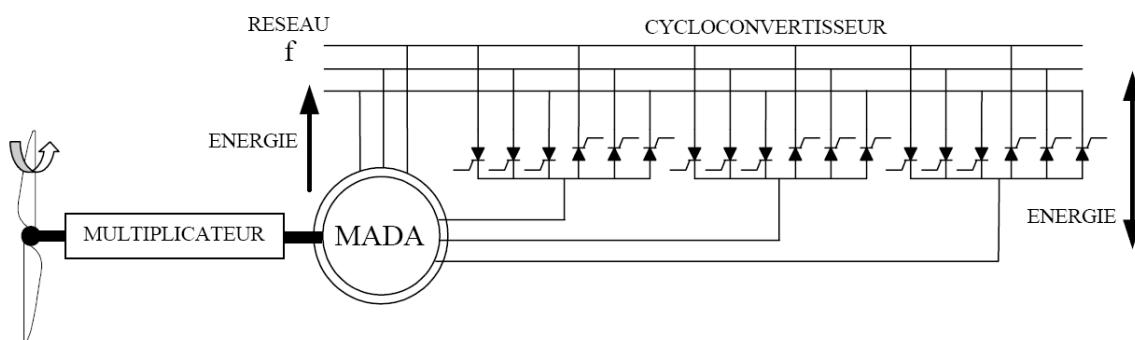 RESEAU
CYCLOCONVERTISSEUR
f
ENERGIE
ENERGIE
MULTIPLICATEUR
MADA